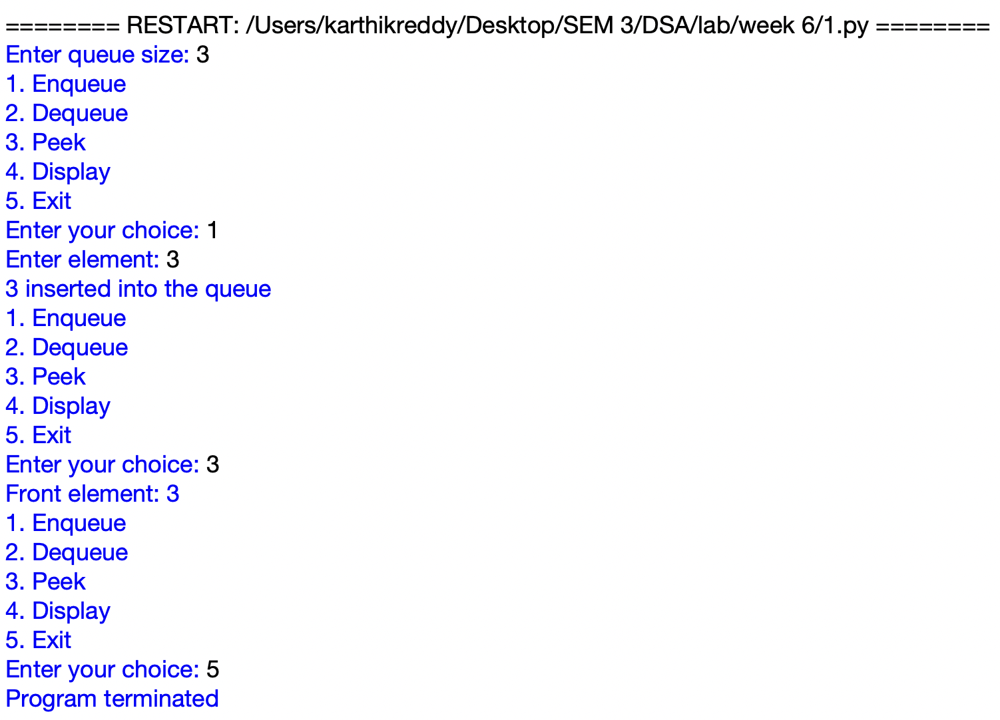 ======== RESTART: /Users/karthikreddy/Desktop/SEM 3/DSA/lab/week 6/1.py ========
Enter queue size: 3
1. Enqueue
2. Dequeue
3. Peek
4. Display
5. Exit
Enter your choice: 1
Enter element: 3
3 inserted into the queue
1. Enqueue
2. Dequeue
3. Peek
4. Display
5. Exit
Enter your choice: 3
Front element: 3
1. Enqueue
2. Dequeue
3. Peek
4. Display
5. Exit
Enter your choice: 5
Program terminated